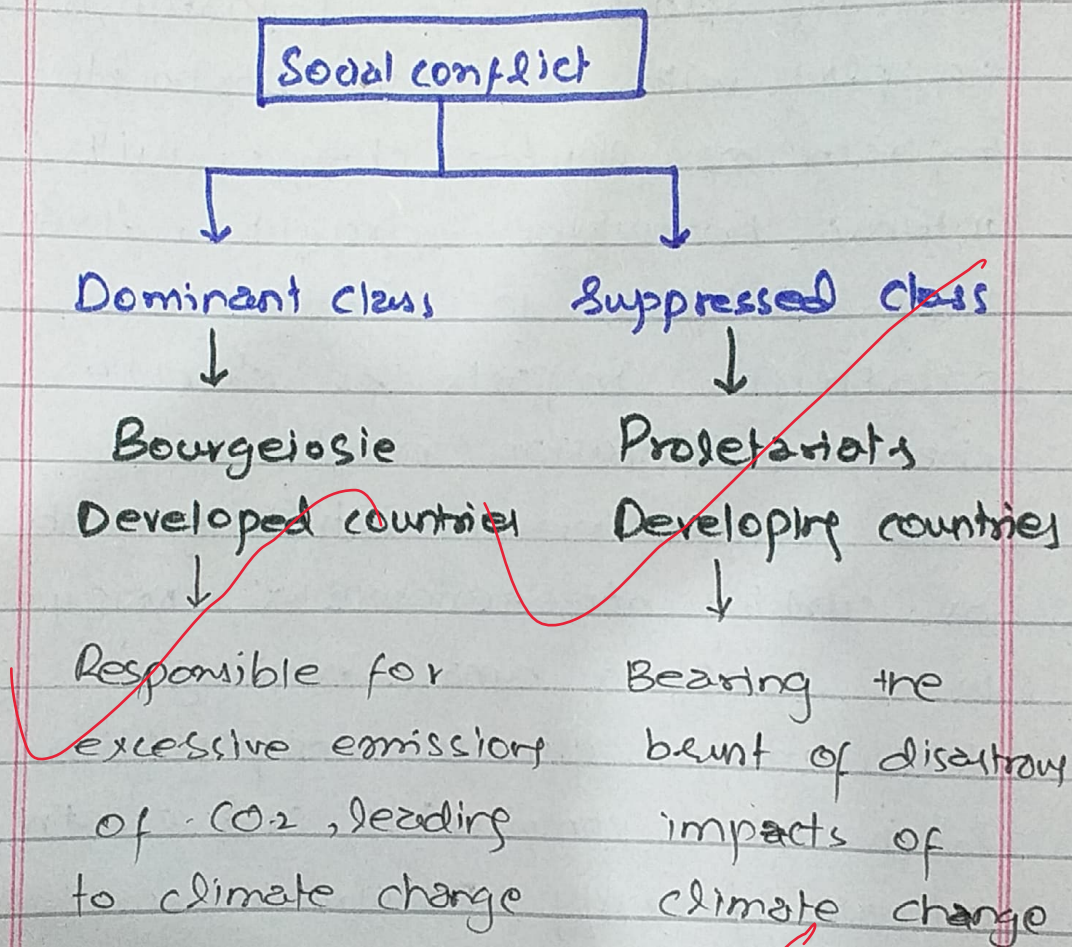 Social conflict
Dominant class
Suppressed class
Bourgeiosie
Proletariats
Developed countries
Developing countries
Responsible for
excessive emissions
of CO2, leading
to climate change
Bearing the
brunt of disastrous
impacts of
climate change